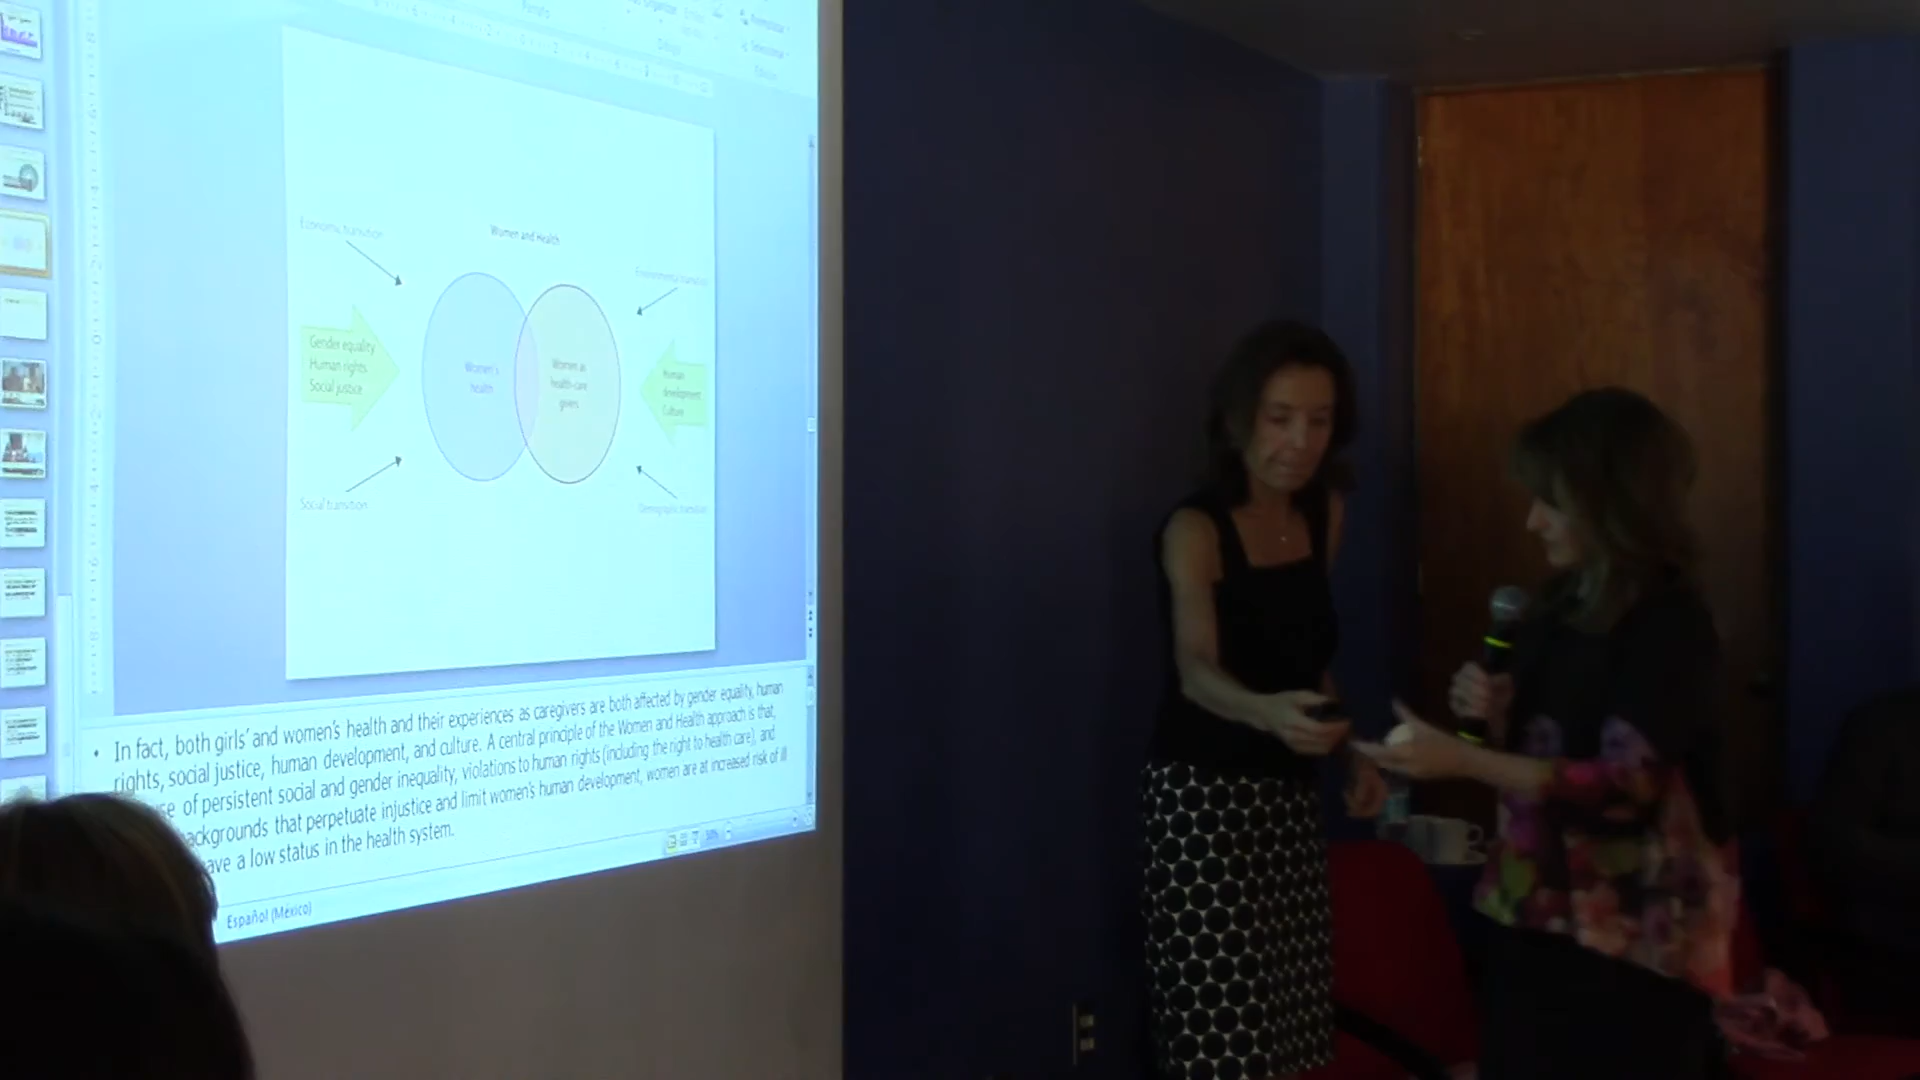 Women and Health
Economic transition
Environmental transition
Gender equality
Human rights
Social justice
Women's
health
Women as
health-care
givers
Human
development
Culture
Social transition
Demographic transition
• In fact, both girls' and women's health and their experiences as caregivers are both affected by gender equality, human
rights, social justice, human development, and culture. A central principle of the Women and Health approach is that,
of persistent social and gender inequality, violations to human rights (including the right to health care), and
backgrounds that perpetuate injustice and limit women's human development, women are at increased risk of ill
have a low status in the health system.
Español (México)